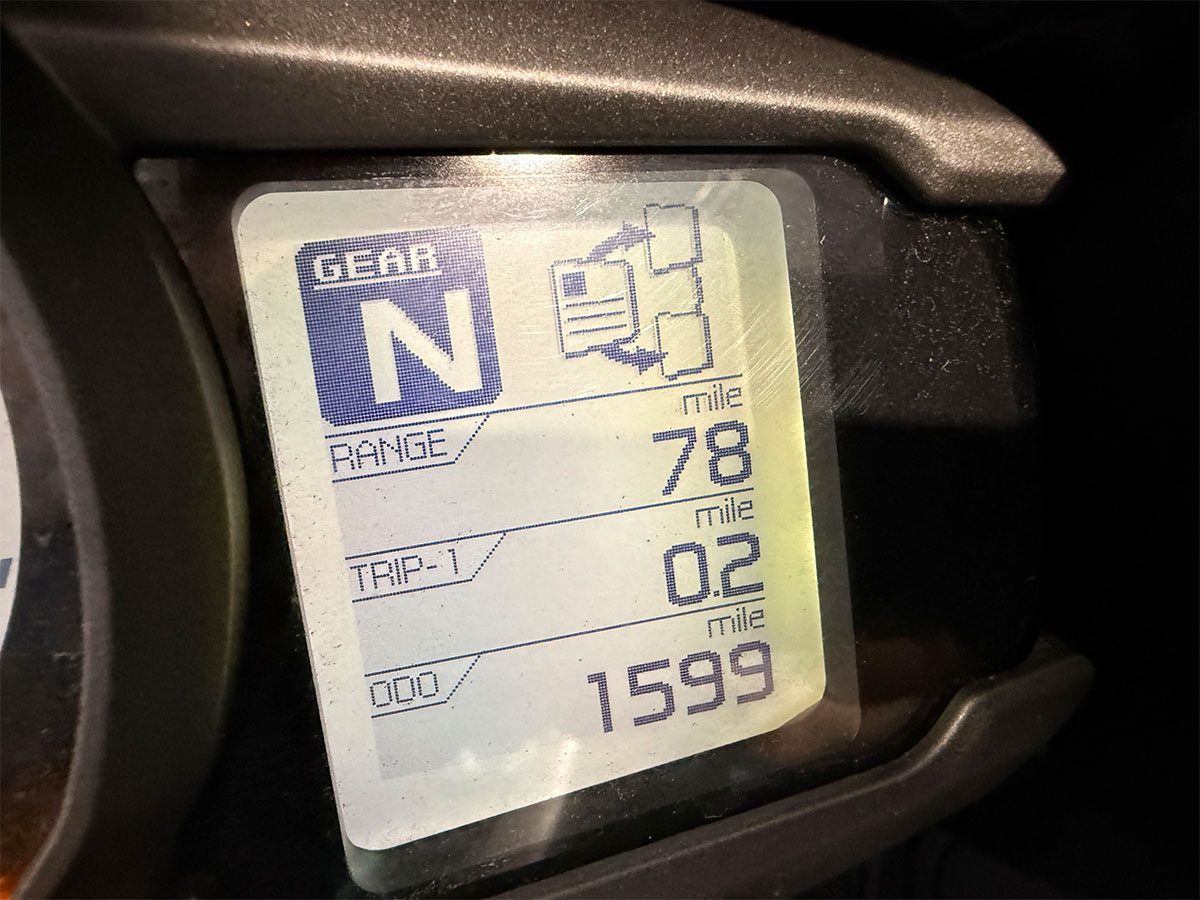 GEAR
N
mile
RANGE 78
mile
TRIP-1 0.2
mile
ODO 1599